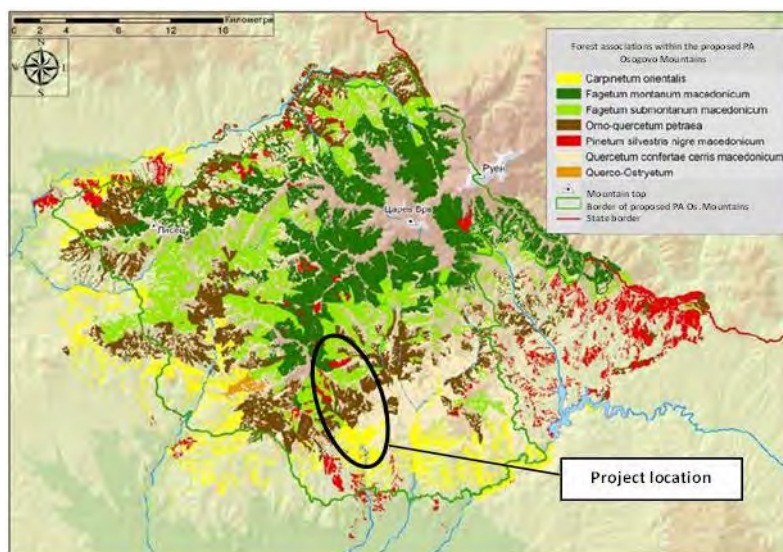 Километри
0 2 4 8 12 16
N
W
S
Forest associations within the proposed PA
Osogovo Mountains
Carpinetum orientalis
Fagetum montanum macedonicum
Fagetum submontanum macedonicum
Orno-quercetum petraea
Pinetum silvestris nigre macedonicum
Quercetum confertae cerris macedonicum
Querco-Ostryetum
Mountain top
Border of proposed PA Os. Mountains
State border
Руен
Царев Врв
Лисец
Project location